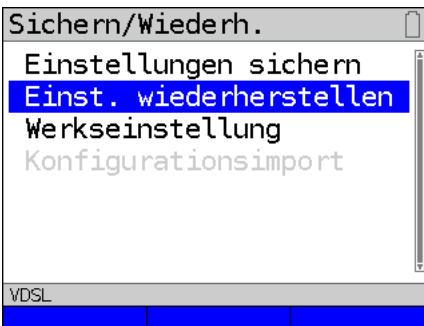 Sichern/Wiederh.
Einstellungen sichern
Einst. wiederherstellen
Werkseinstellung
Konfigurationsimport
VDSL